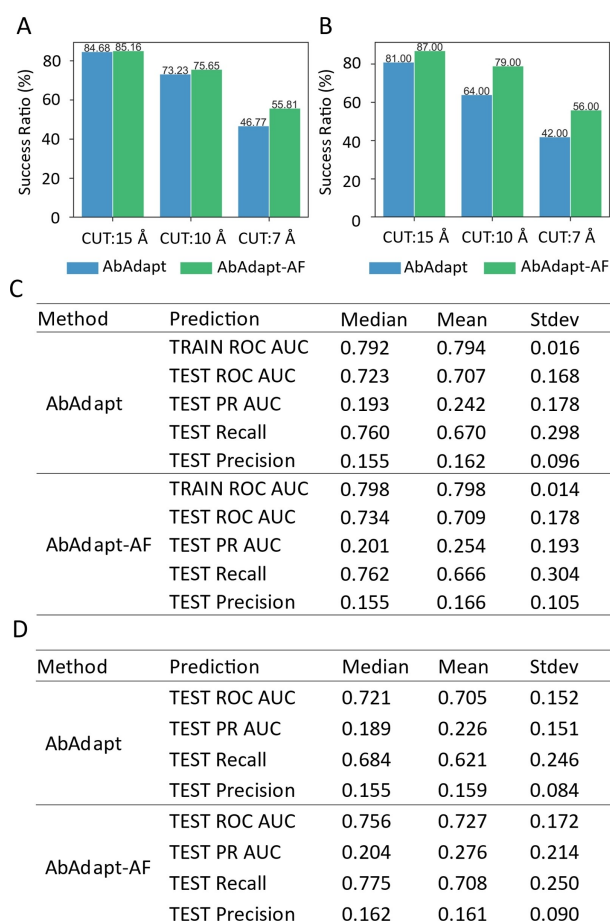 A
Success Ratio (%)
80
60
40
20
0
84.68 85.16
73.23 75.65
46.77 55.81
CUT:15 Å CUT:10 Å CUT:7 Å
AbAdapt AbAdapt-AF
B
Success Ratio (%)
80
60
40
20
0
81.00 87.00
64.00 79.00
42.00 56.00
CUT:15 Å CUT:10 Å CUT:7 Å
AbAdapt AbAdapt-AF
C
Method Prediction Median Mean Stdev
AbAdapt
TRAIN ROC AUC 0.792 0.794 0.016
TEST ROC AUC 0.723 0.707 0.168
TEST PR AUC 0.193 0.242 0.178
TEST Recall 0.760 0.670 0.298
TEST Precision 0.155 0.162 0.096
AbAdapt-AF
TRAIN ROC AUC 0.798 0.798 0.014
TEST ROC AUC 0.734 0.709 0.178
TEST PR AUC 0.201 0.254 0.193
TEST Recall 0.762 0.666 0.304
TEST Precision 0.155 0.166 0.105
D
Method Prediction Median Mean Stdev
AbAdapt
TEST ROC AUC 0.721 0.705 0.152
TEST PR AUC 0.189 0.226 0.151
TEST Recall 0.684 0.621 0.246
TEST Precision 0.155 0.159 0.084
AbAdapt-AF
TEST ROC AUC 0.756 0.727 0.172
TEST PR AUC 0.204 0.276 0.214
TEST Recall 0.775 0.708 0.250
TEST Precision 0.162 0.161 0.090